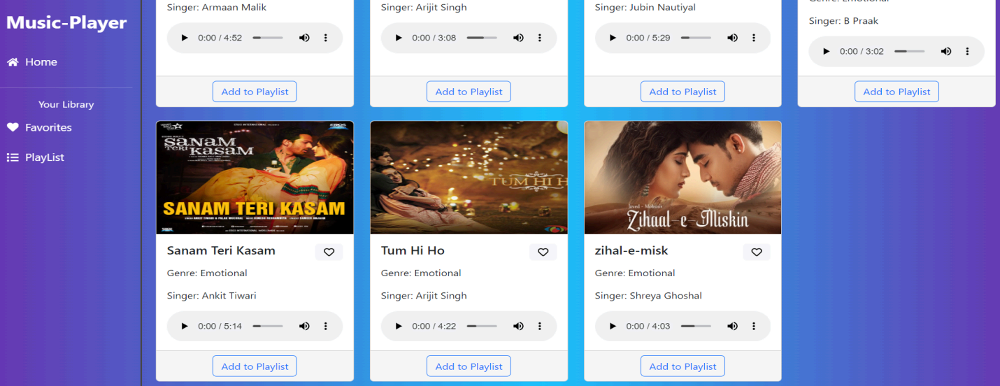 Music-Player
Home
Your Library
Favorites
PlayList
Singer: Armaan Malik
0:00 / 4:52
Add to Playlist
Singer: Arijit Singh
0:00 / 3:08
Add to Playlist
Singer: Jubin Nautiyal
0:00 / 5:29
Add to Playlist
Singer: B Praak
0:00 / 3:02
Add to Playlist
SANAM
TERI KASAM
SANAM TERI KASAM
Sanam Teri Kasam
Genre: Emotional
Singer: Ankit Tiwari
0:00 / 5:14
Add to Playlist
TUM HI H
Tum Hi Ho
Genre: Emotional
Singer: Arijit Singh
0:00 / 4:22
Add to Playlist
Javed - Mohsin's
Zihaal-e-Miskin
zihal-e-misk
Genre: Emotional
Singer: Shreya Ghoshal
0:00 / 4:03
Add to Playlist